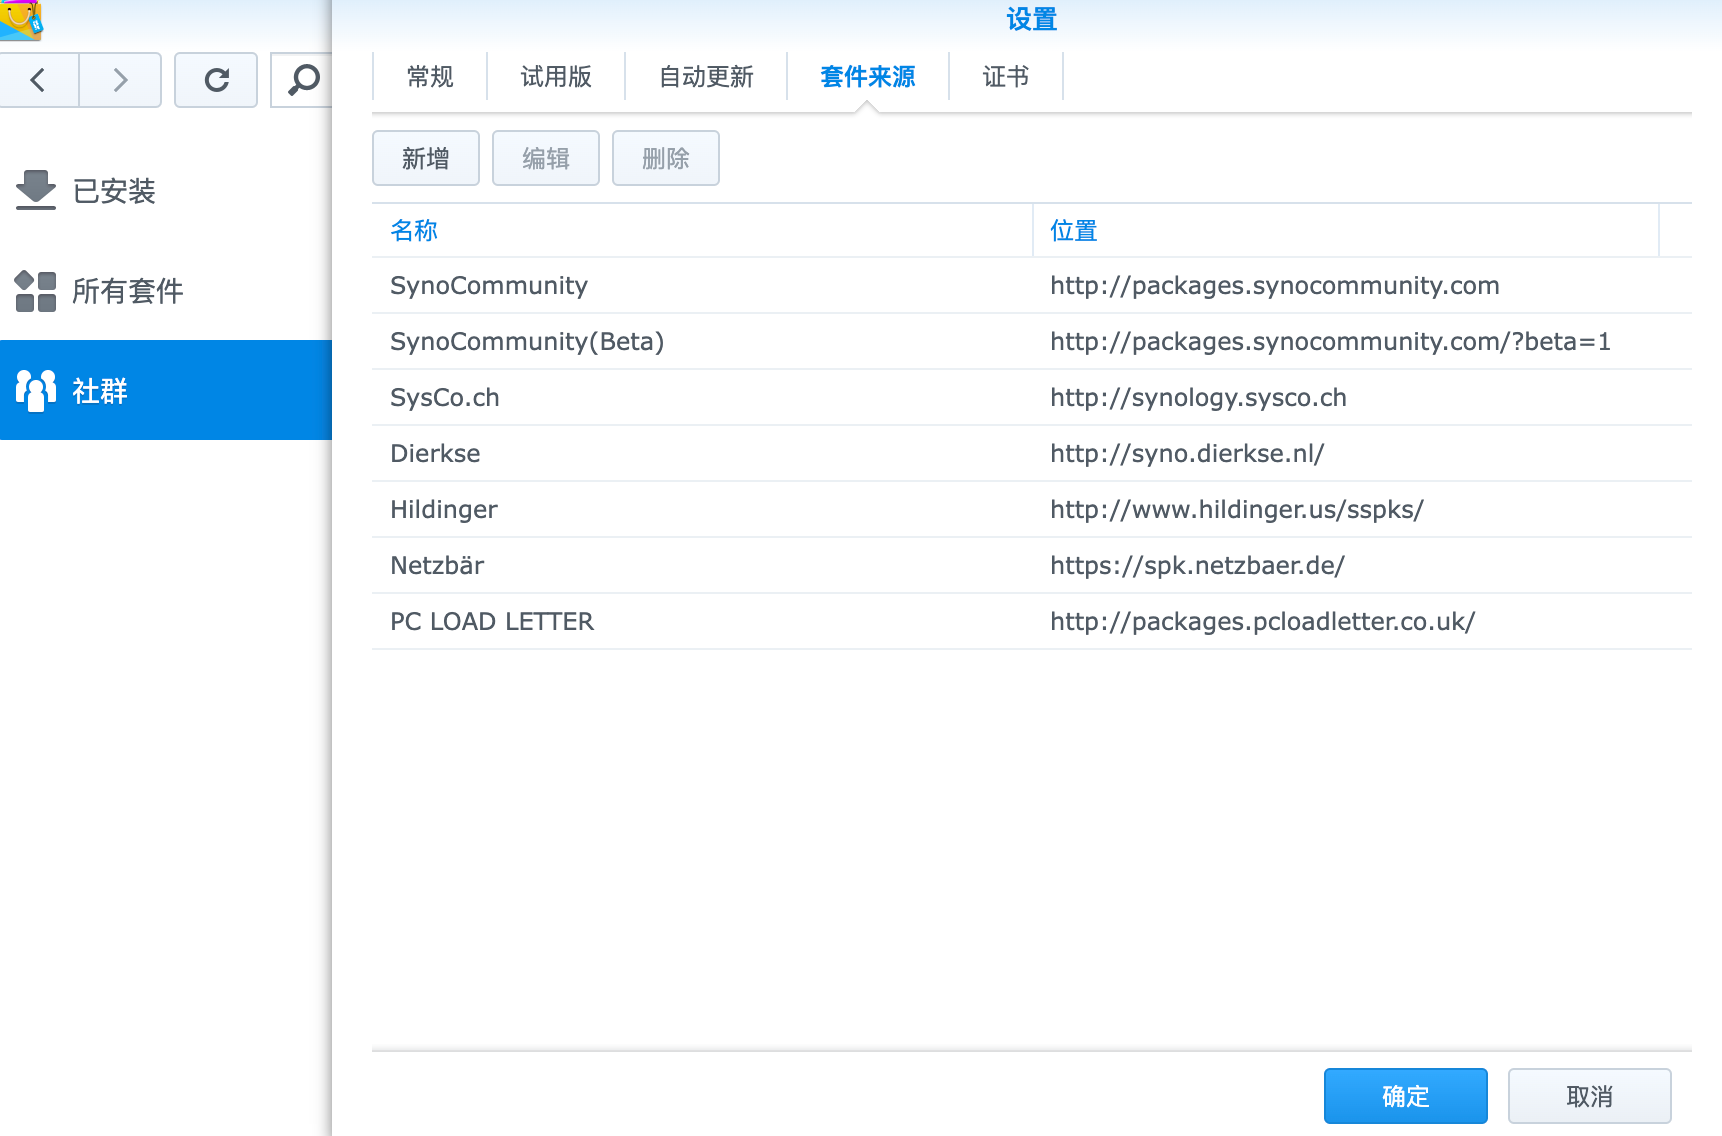 设置
常规 试用版 自动更新 套件来源 证书
新增 编辑 删除
已安装
所有套件
社群
名称 位置
SynoCommunity http://packages.synocommunity.com
SynoCommunity(Beta) http://packages.synocommunity.com/?beta=1
SysCo.ch http://synology.sysco.ch
Dierkse http://syno.dierkse.nl/
Hildinger http://www.hildinger.us/sspks/
Netzbär https://spk.netzbaer.de/
PC LOAD LETTER http://packages.pcloadletter.co.uk/
确定 取消